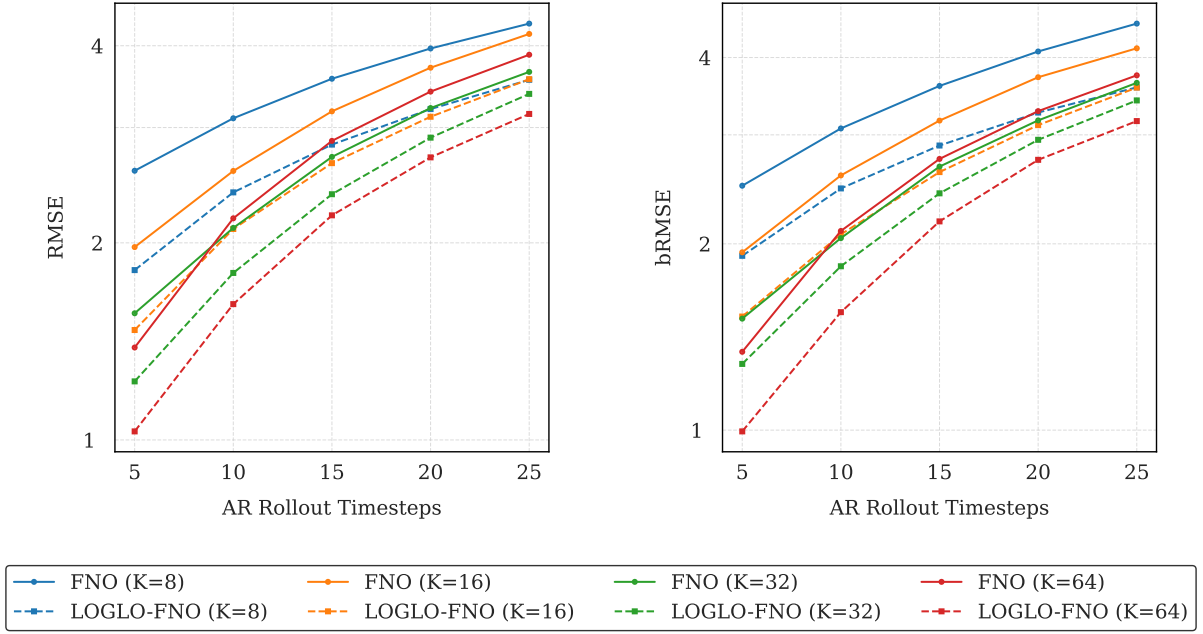 4
2
1
RMSE
5 10 15 20 25
AR Rollout Timesteps
4
2
1
bRMSE
5 10 15 20 25
AR Rollout Timesteps
FNO (K=8) FNO (K=16) FNO (K=32) FNO (K=64)
LOGLO-FNO (K=8) LOGLO-FNO (K=16) LOGLO-FNO (K=32) LOGLO-FNO (K=64)